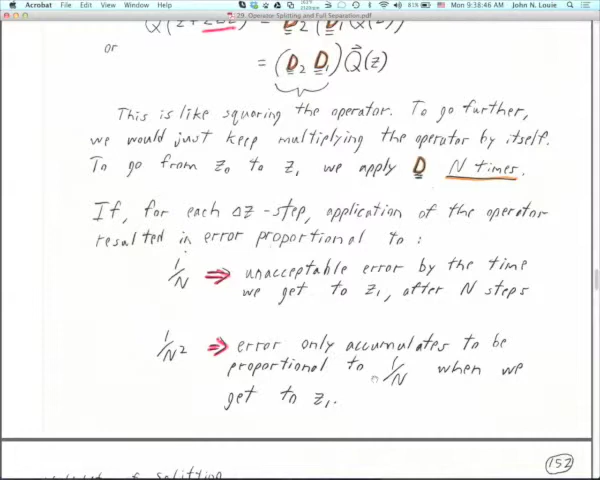 Acrobat File Edit View Window Help
81% Mon 9:38:46 AM John N. Louie
29. Operator Splitting and Full Separation.pdf
or
= (D₂ D₁) Q⃗(z)
This is like squaring the operator. To go further,
we would just keep multiplying the operator by itself.
To go from z₀ to z₁ we apply D N times.
If, for each Δz-step, application of the operator
resulted in error proportional to:
1/N ⇒ unacceptable error by the time
we get to z₁, after N steps
1/N² ⇒ error only accumulates to be
proportional to 1/N when we
get to z₁.
152
of splitting